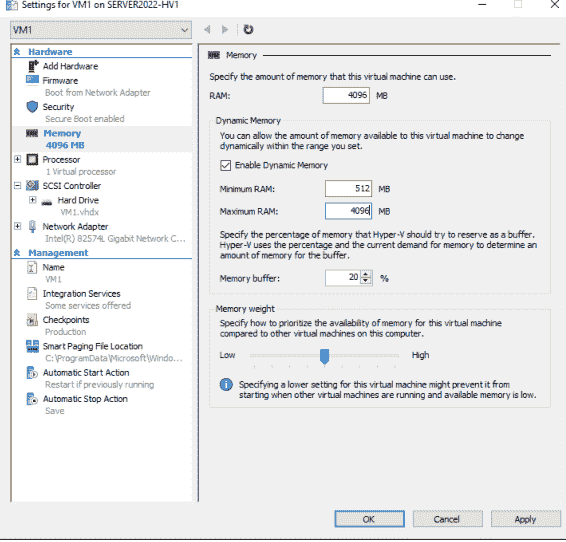 Settings for VM1 on SERVER2022-HV1
VM1
Hardware
Add Hardware
Firmware
Boot from Network Adapter
Security
Secure Boot enabled
Memory
4096 MB
Processor
1 Virtual processor
SCSI Controller
Hard Drive
VM1.vhdx
Network Adapter
Intel(R) 82574L Gigabit Network C...
Management
Name
VM1
Integration Services
Some services offered
Checkpoints
Production
Smart Paging File Location
C:\ProgramData\Microsoft\Windo...
Automatic Start Action
Restart if previously running
Automatic Stop Action
Save
Memory
Specify the amount of memory that this virtual machine can use.
RAM: 4096 MB
Dynamic Memory
You can allow the amount of memory available to this virtual machine to change
dynamically within the range you set.
Enable Dynamic Memory
Minimum RAM: 512 MB
Maximum RAM: 4096 MB
Specify the percentage of memory that Hyper-V should try to reserve as a buffer.
Hyper-V uses the percentage and the current demand for memory to determine an
amount of memory for the buffer.
Memory buffer: 20 %
Memory weight
Specify how to prioritize the availability of memory for this virtual machine
compared to other virtual machines on this computer.
Low High
Specifying a lower setting for this virtual machine might prevent it from
starting when other virtual machines are running and available memory is low.
OK Cancel Apply